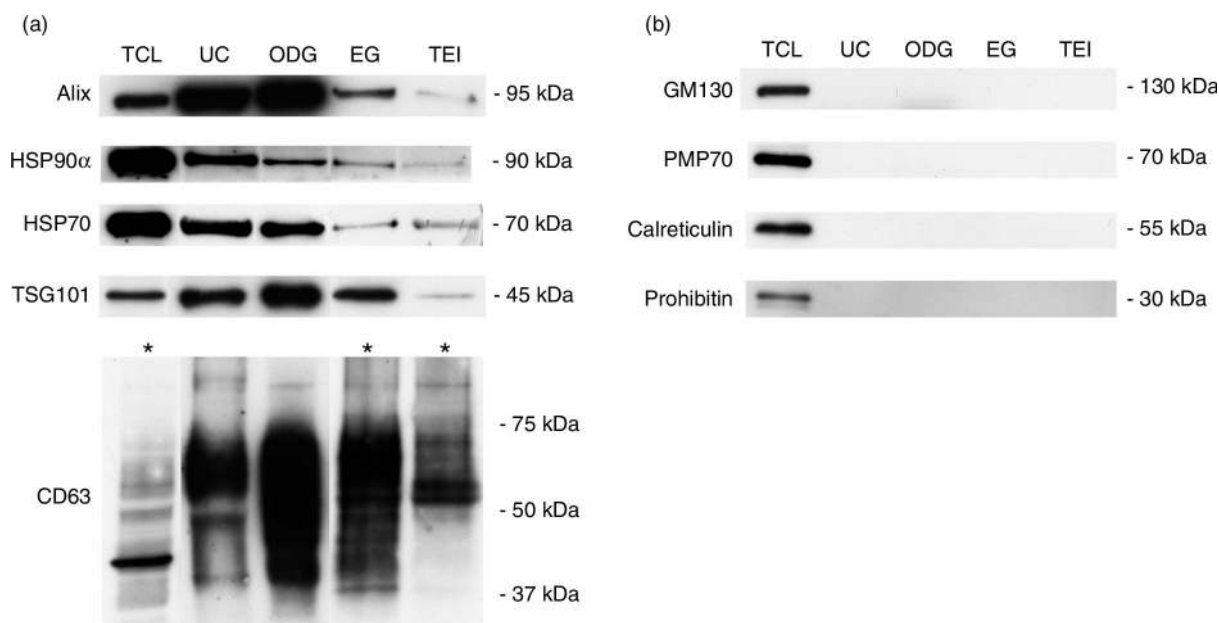 (a)
TCL UC ODG EG TEI
Alix - 95 kDa
HSP90α - 90 kDa
HSP70 - 70 kDa
TSG101 - 45 kDa
* * *
- 75 kDa
CD63
- 50 kDa
- 37 kDa
(b)
TCL UC ODG EG TEI
GM130 - 130 kDa
PMP70 - 70 kDa
Calreticulin - 55 kDa
Prohibitin - 30 kDa